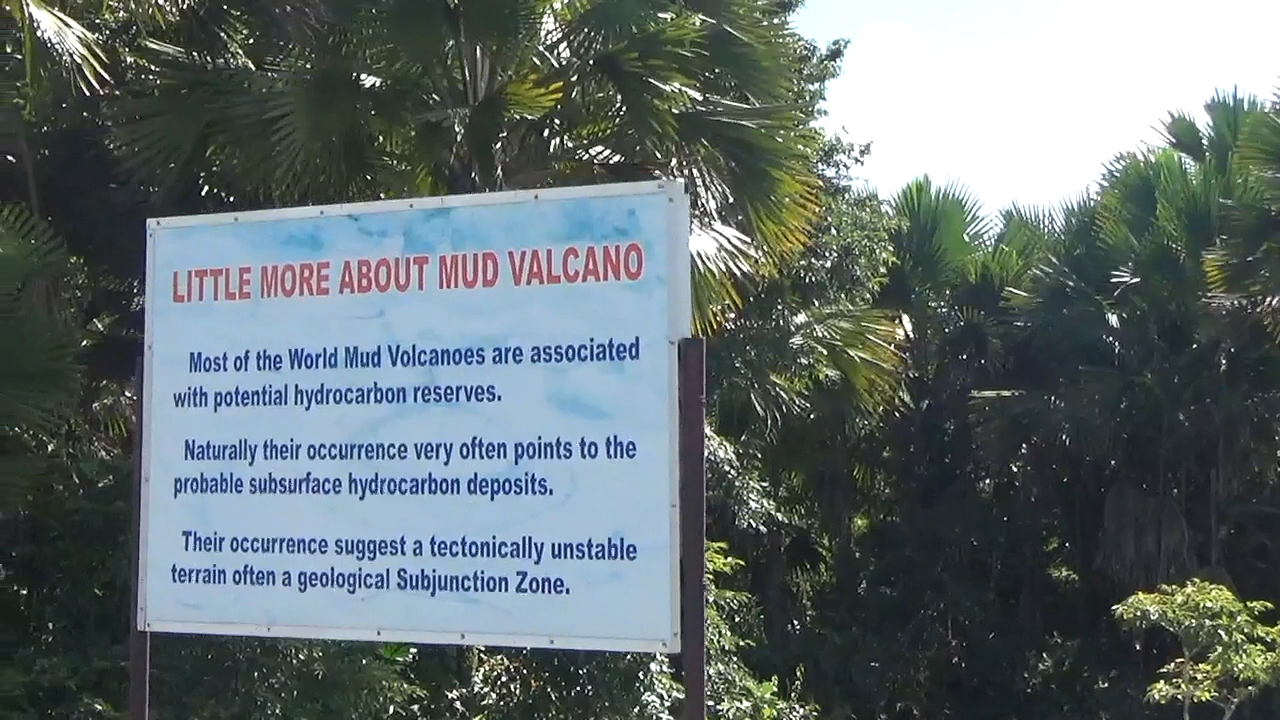 LITTLE MORE ABOUT MUD VALCANO
Most of the World Mud Volcanoes are associated
with potential hydrocarbon reserves.
Naturally their occurrence very often points to the
probable subsurface hydrocarbon deposits.
Their occurrence suggest a tectonically unstable
terrain often a geological Subjunction Zone.